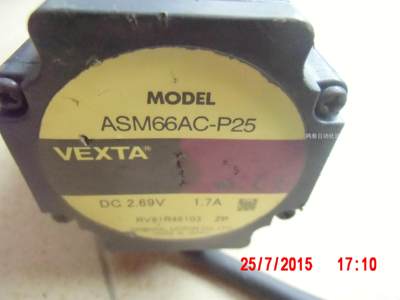 MODEL
ASM66AC-P25
VEXTA®
DC 2.69V 1.7A
25/7/2015 17:10